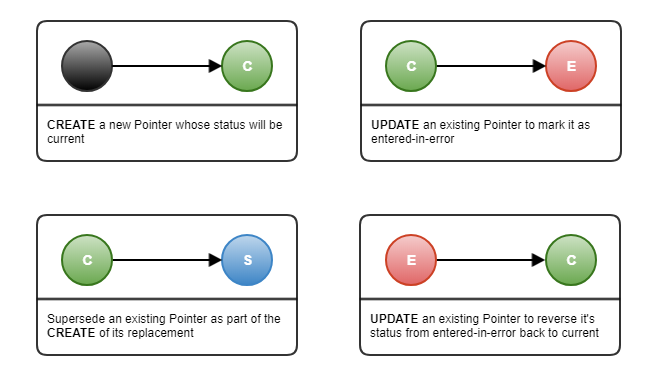 C
CREATE a new Pointer whose status will be
current
C
E
UPDATE an existing Pointer to mark it as
entered-in-error
C
S
Supersede an existing Pointer as part of the
CREATE of its replacement
E
C
UPDATE an existing Pointer to reverse it's
status from entered-in-error back to current